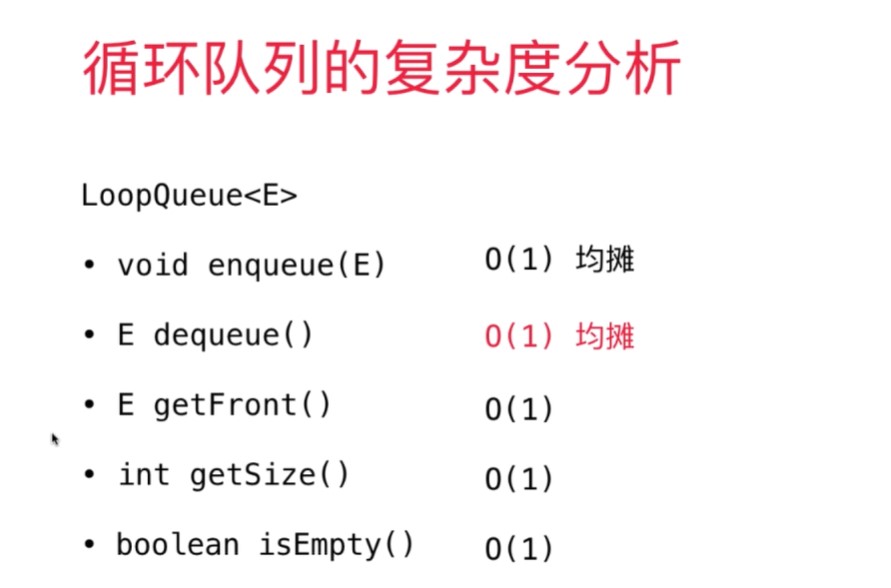 循环队列的复杂度分析
LoopQueue<E>
• void enqueue(E) O(1) 均摊
• E dequeue() O(1) 均摊
• E getFront() O(1)
• int getSize() O(1)
• boolean isEmpty() O(1)